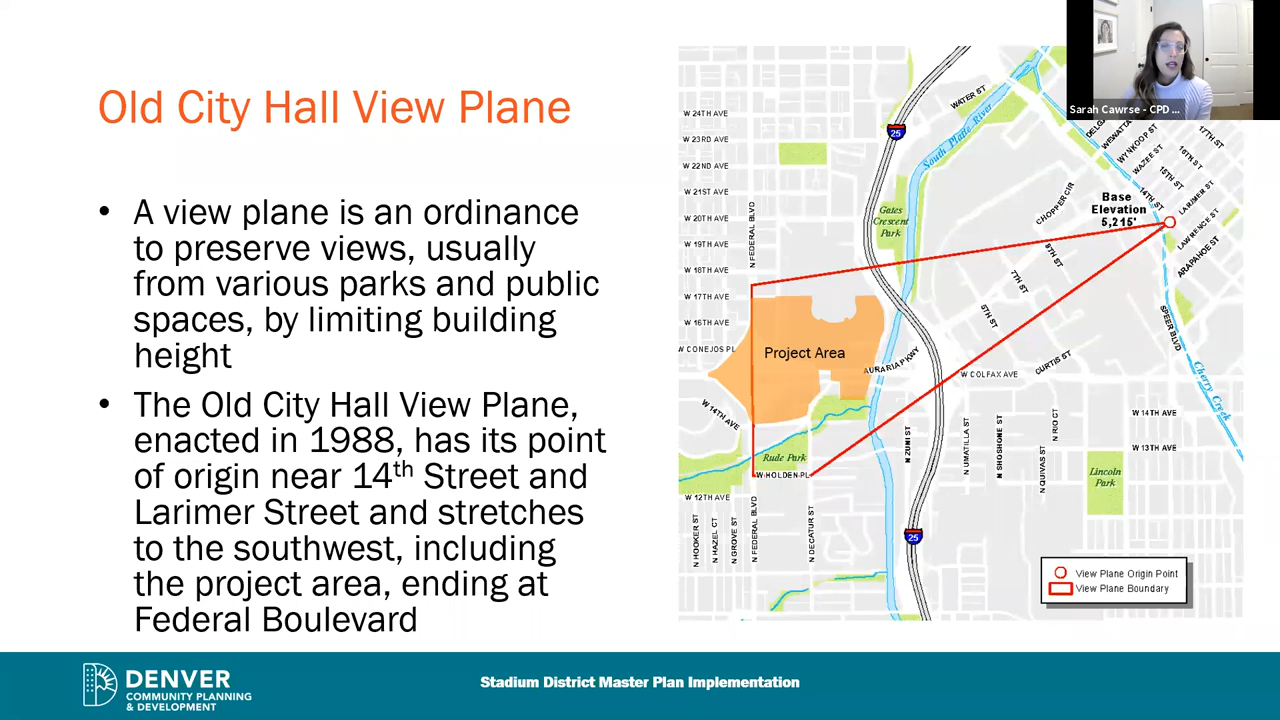 Old City Hall View Plane
• A view plane is an ordinance
to preserve views, usually
from various parks and public
spaces, by limiting building
height
• The Old City Hall View Plane,
enacted in 1988, has its point
of origin near 14th Street and
Larimer Street and stretches
to the southwest, including
the project area, ending at
Federal Boulevard
Sarah Cawrse - CPD ...
W 24TH AVE
W 23RD AVE
W 22ND AVE
W 21ST AVE
W 20TH AVE
W 19TH AVE
W 18TH AVE
W 17TH AVE
W 16TH AVE
W CONEJOS PL
W 14TH AVE
W 12TH AVE
N FEDERAL BLVD
25
WATER ST
South Platte River
Gates
Crescent
Park
WYNKOOP ST
WAZEE ST
17TH ST
16TH ST
15TH ST
14TH ST
LARIMER ST
LAWRENCE ST
ARAPAHOE ST
CHOPPER CIR
Base
Elevation
5,215'
9TH ST
7TH ST
5TH ST
SPEER BLVD
Cherry Creek
Project Area
AURARIA PKWY
W COLFAX AVE
CURTIS ST
W 14TH AVE
W 13TH AVE
Rude Park
W HOLDEN PL
N HOOKER ST
N HAZEL CT
N GROVE ST
N FEDERAL BLVD
N DECATUR ST
N ZUNI ST
N UMATILLA ST
N SHOSHONE ST
N QUIVAS ST
N RIO CT
Lincoln
Park
25
View Plane Origin Point
View Plane Boundary
DENVER
COMMUNITY PLANNING
& DEVELOPMENT
Stadium District Master Plan Implementation